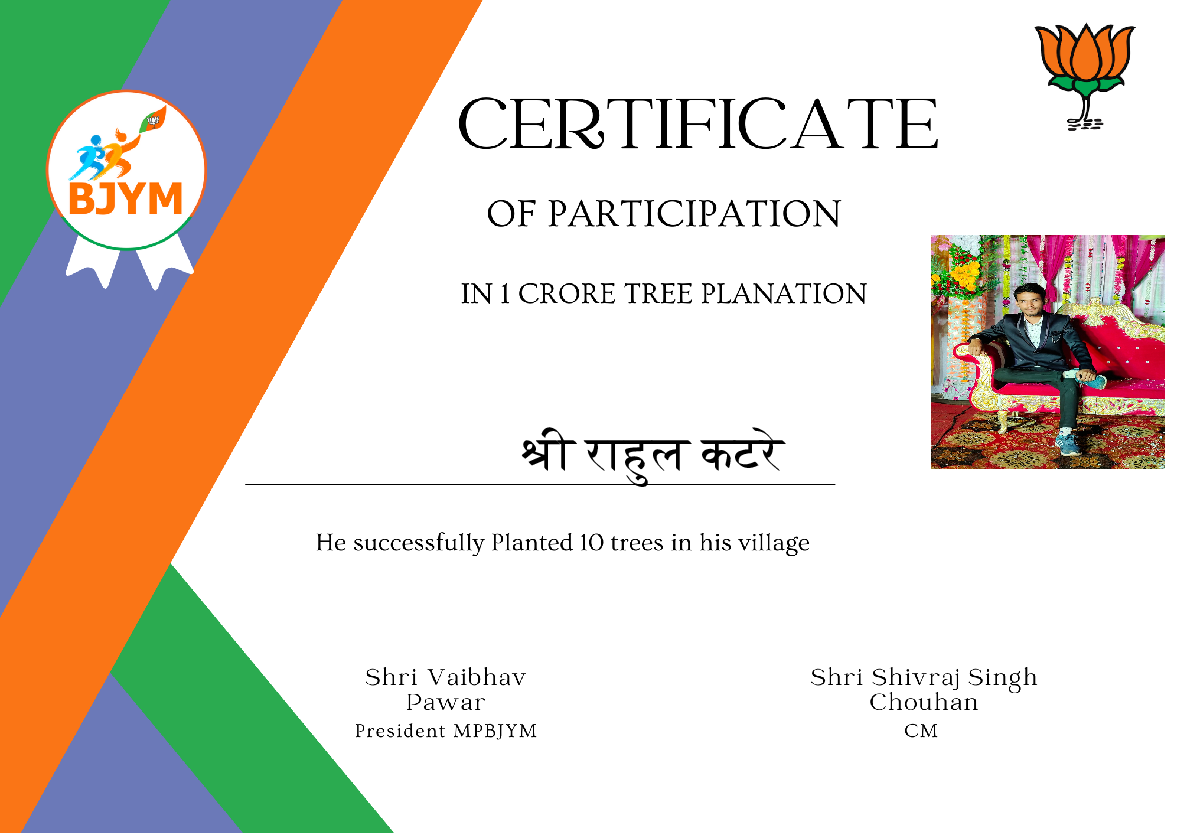 CERTIFICATE
BJYM
OF PARTICIPATION
IN 1 CRORE TREE PLANATION
श्री राहुल कटरे
He successfully Planted 10 trees in his village
Shri Vaibhav
Pawar
President MPBJYM
Shri Shivraj Singh
Chouhan
CM